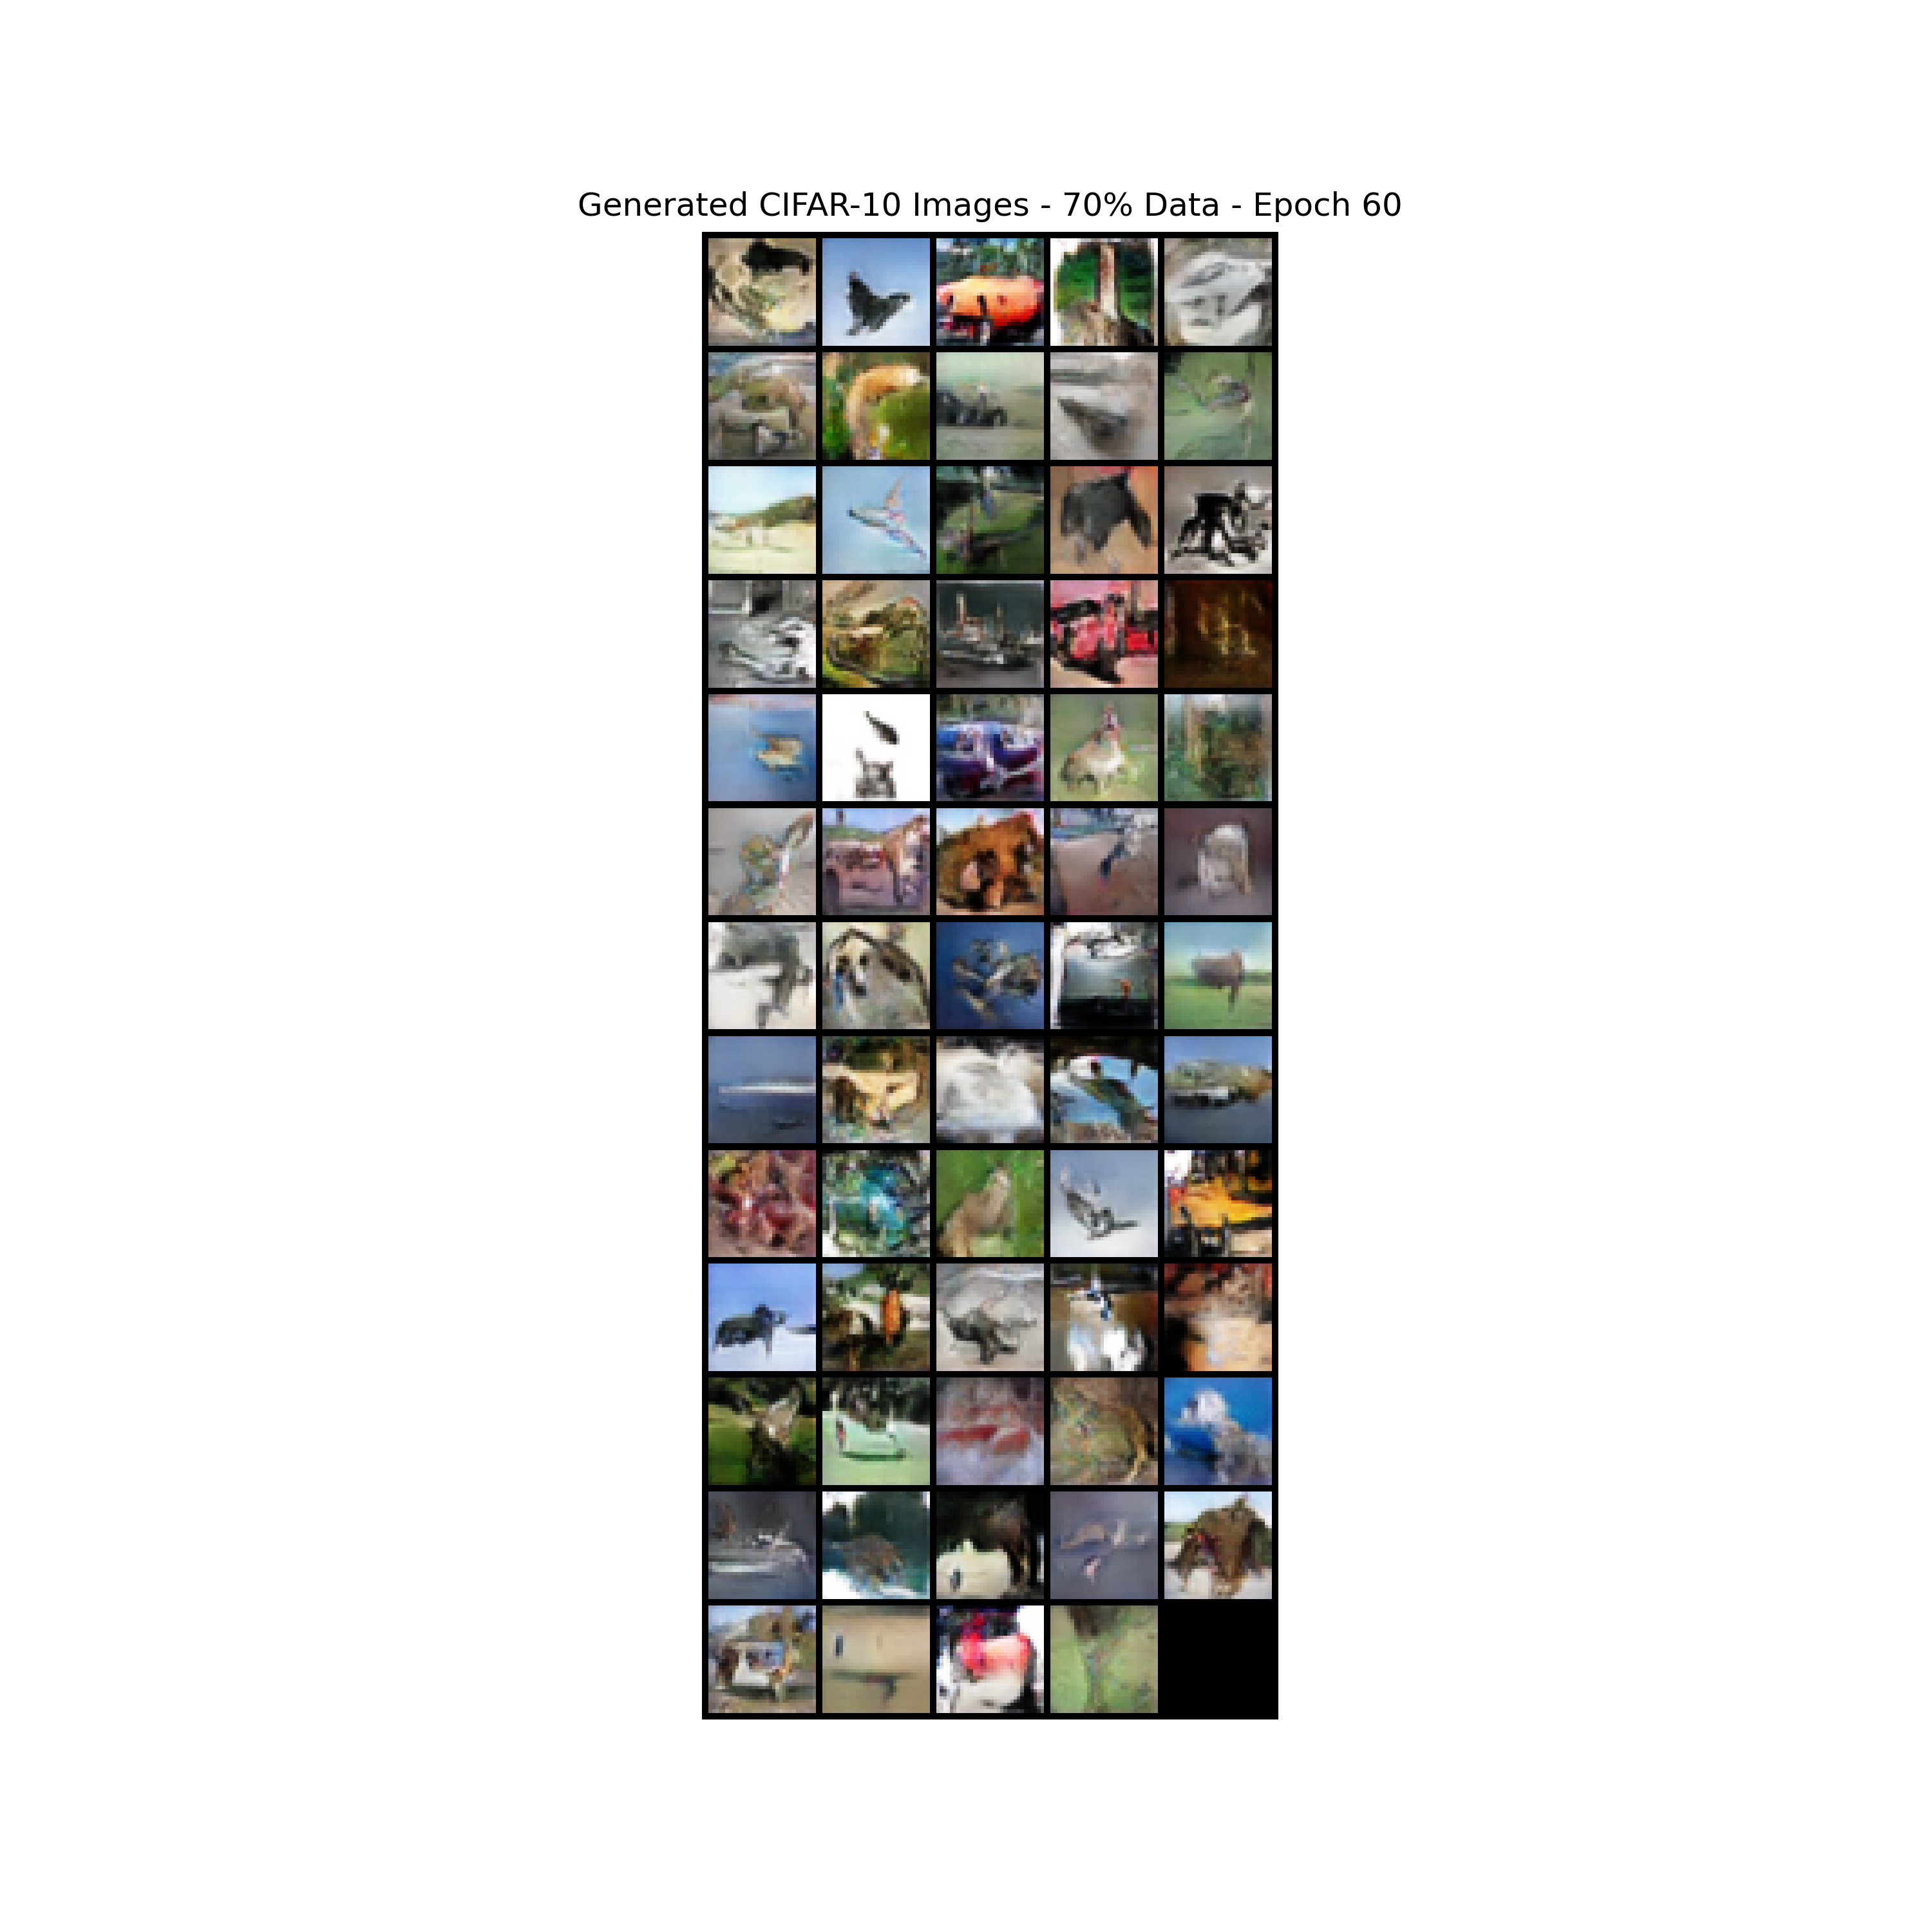 Generated CIFAR-10 Images - 70% Data - Epoch 60